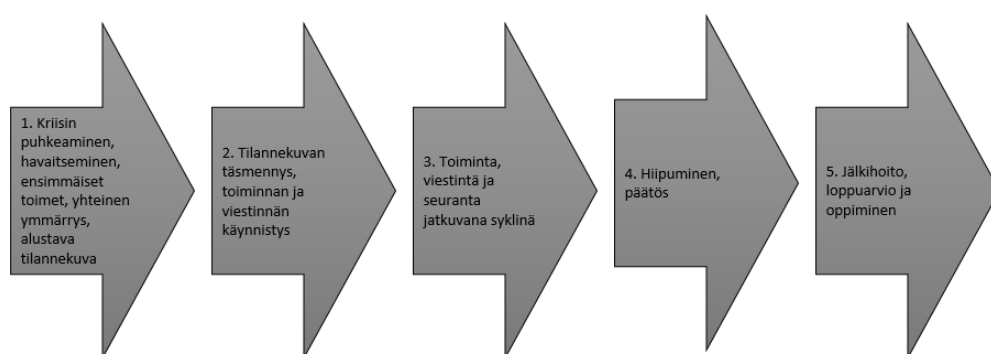 1. Kriisin
puhkeaminen,
havaitseminen,
ensimmäiset
toimet, yhteinen
ymmärrys,
alustava
tilannekuva
2. Tilannekuvan
täsmennys,
toiminnan ja
viestinnän
käynnistys
3. Toiminta,
viestintä ja
seuranta
jatkuvana syklinä
4. Hiipuminen,
päätös
5. Jälkihoito,
loppuarvio ja
oppiminen